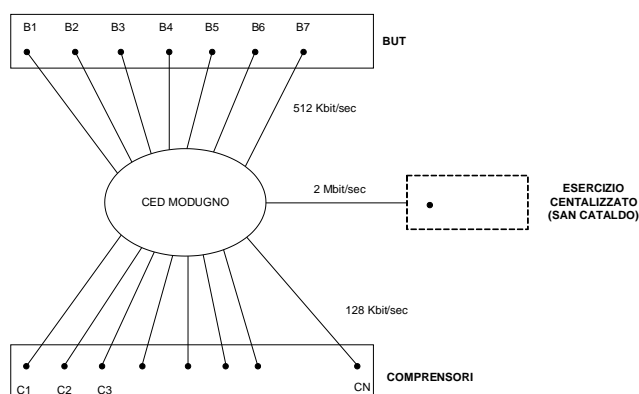 B1 B2 B3 B4 B5 B6 B7
BUT
512 Kbit/sec
CED MODUGNO
2 Mbit/sec
ESERCIZIO
CENTALIZZATO
(SAN CATALDO)
128 Kbit/sec
COMPRENSORI
C1 C2 C3 CN